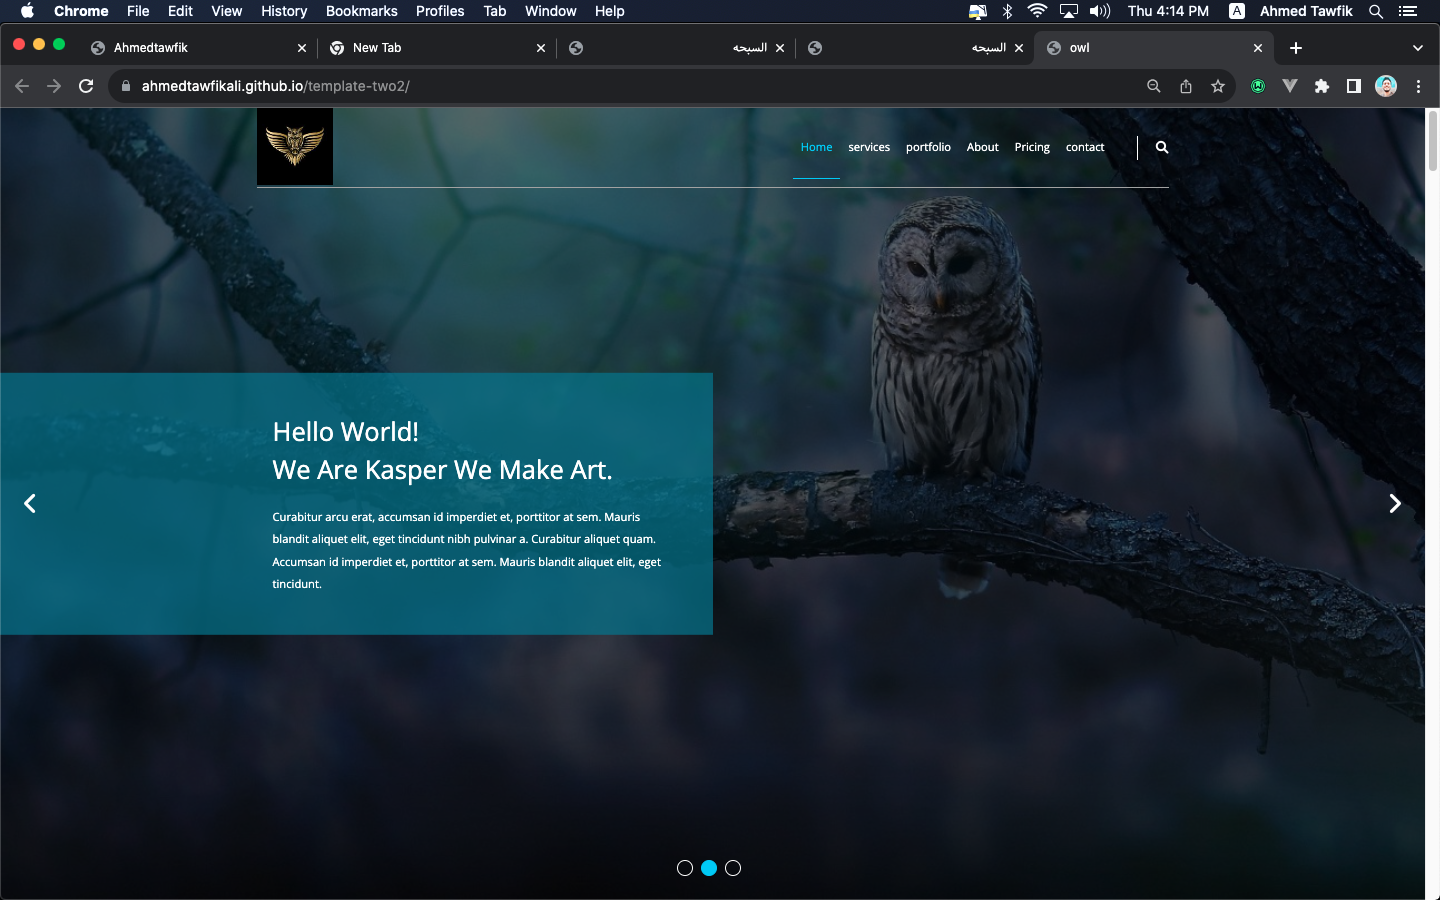 Chrome File Edit View History Bookmarks Profiles Tab Window Help Thu 4:14 PM A Ahmed Tawfik
Ahmedtawfik New Tab السبحه السبحه owl
ahmedtawfikali.github.io/template-two2/
Home services portfolio About Pricing contact
Hello World!
We Are Kasper We Make Art.
Curabitur arcu erat, accumsan id imperdiet et, porttitor at sem. Mauris
blandit aliquet elit, eget tincidunt nibh pulvinar a. Curabitur aliquet quam.
Accumsan id imperdiet et, porttitor at sem. Mauris blandit aliquet elit, eget
tincidunt.